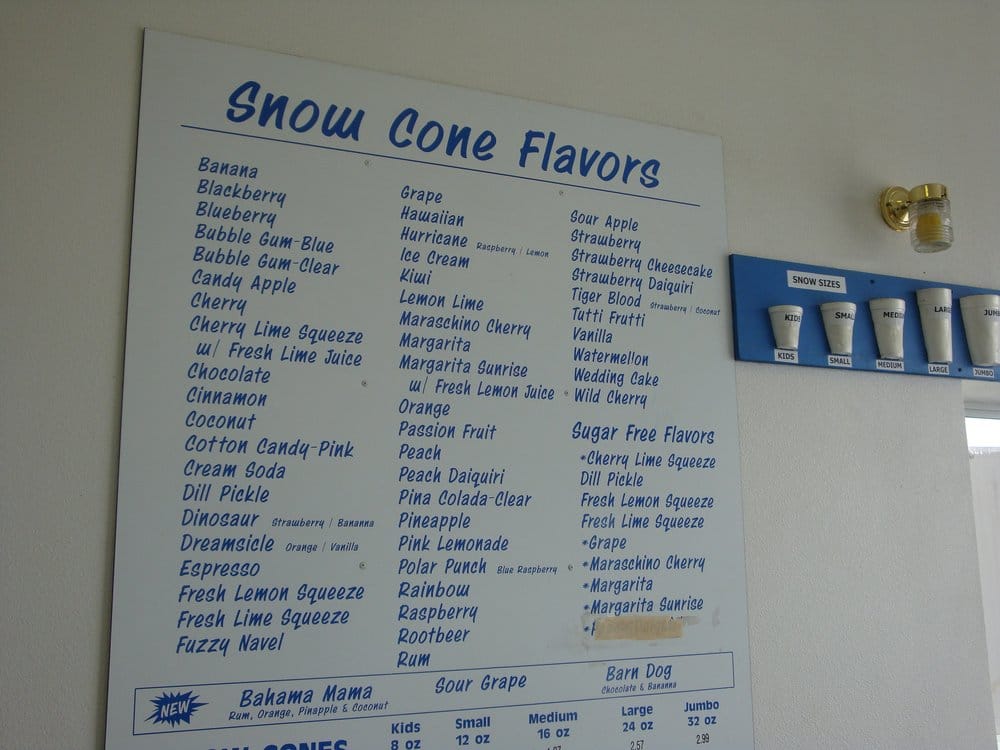 Snow Cone Flavors
Banana
Blackberry
Blueberry
Bubble Gum-Blue
Bubble Gum-Clear
Candy Apple
Cherry
Cherry Lime Squeeze
w/ Fresh Lime Juice
Chocolate
Cinnamon
Coconut
Cotton Candy-Pink
Cream Soda
Dill Pickle
Dinosaur Strawberry / Bananna
Dreamsicle Orange / Vanilla
Espresso
Fresh Lemon Squeeze
Fresh Lime Squeeze
Fuzzy Navel
Grape
Hawaiian
Hurricane Raspberry / Lemon
Ice Cream
Kiwi
Lemon Lime
Maraschino Cherry
Margarita
Margarita Sunrise
w/ Fresh Lemon Juice
Orange
Passion Fruit
Peach
Peach Daiquiri
Pina Colada-Clear
Pineapple
Pink Lemonade
Polar Punch Blue Raspberry
Rainbow
Raspberry
Rootbeer
Rum
Sour Apple
Strawberry
Strawberry Cheesecake
Strawberry Daiquiri
Tiger Blood Strawberry / Coconut
Tutti Frutti
Vanilla
Watermellon
Wedding Cake
Wild Cherry
Sugar Free Flavors
*Cherry Lime Squeeze
Dill Pickle
Fresh Lemon Squeeze
Fresh Lime Squeeze
*Grape
*Maraschino Cherry
*Margarita
*Margarita Sunrise
NEW
Bahama Mama
Rum, Orange, Pinapple & Coconut
Sour Grape
Barn Dog
Chocolate & Bananna
CONES
Kids
8 oz
Small
12 oz
Medium
16 oz
Large
24 oz
2.57
Jumbo
32 oz
2.99
SNOW SIZES
KIDS
SMALL
MEDIUM
LARGE
JUMBO